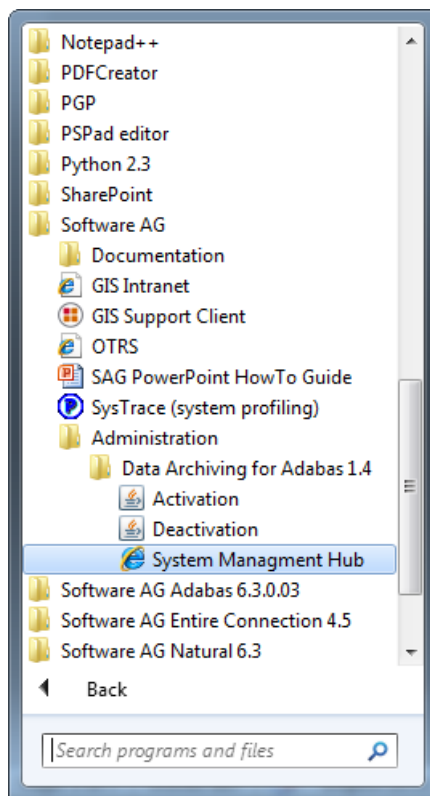 Notepad++
PDFCreator
PGP
PSPad editor
Python 2.3
SharePoint
Software AG
Documentation
GIS Intranet
GIS Support Client
OTRS
SAG PowerPoint HowTo Guide
SysTrace (system profiling)
Administration
Data Archiving for Adabas 1.4
Activation
Deactivation
System Managment Hub
Software AG Adabas 6.3.0.03
Software AG Entire Connection 4.5
Software AG Natural 6.3
Back
Search programs and files